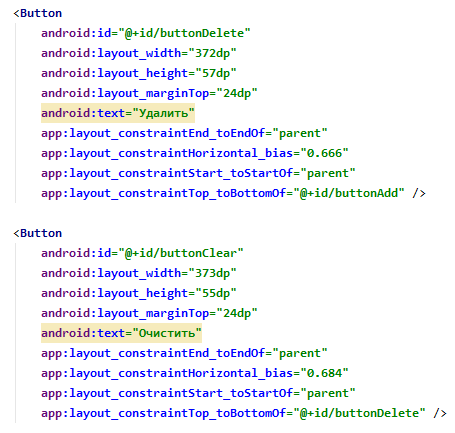 <Button
android:id="@+id/buttonDelete"
android:layout_width="372dp"
android:layout_height="57dp"
android:layout_marginTop="24dp"
android:text="Удалить"
app:layout_constraintEnd_toEndOf="parent"
app:layout_constraintHorizontal_bias="0.666"
app:layout_constraintStart_toStartOf="parent"
app:layout_constraintTop_toBottomOf="@+id/buttonAdd" />
<Button
android:id="@+id/buttonClear"
android:layout_width="373dp"
android:layout_height="55dp"
android:layout_marginTop="24dp"
android:text="Очистить"
app:layout_constraintEnd_toEndOf="parent"
app:layout_constraintHorizontal_bias="0.684"
app:layout_constraintStart_toStartOf="parent"
app:layout_constraintTop_toBottomOf="@+id/buttonDelete" />